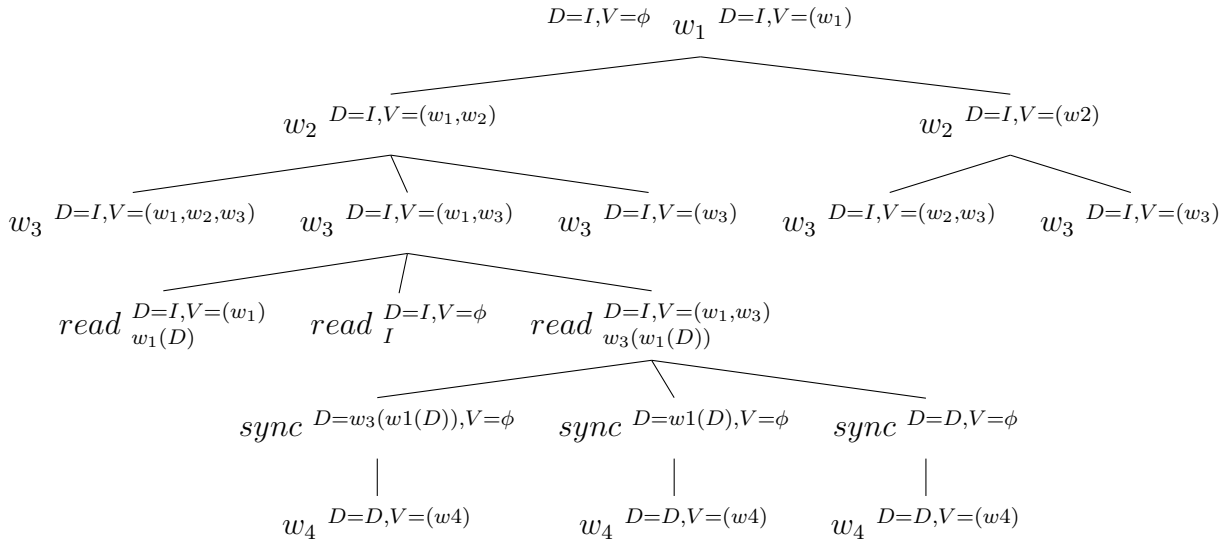 D=I,V=ϕ w₁ D=I,V=(w₁)
w₂ D=I,V=(w₁,w₂) w₂ D=I,V=(w2)
w₃ D=I,V=(w₁,w₂,w₃) w₃ D=I,V=(w₁,w₃) w₃ D=I,V=(w₃) w₃ D=I,V=(w₂,w₃) w₃ D=I,V=(w₃)
read D=I,V=(w₁) read D=I,V=ϕ read D=I,V=(w₁,w₃)
w₁(D) I w₃(w₁(D))
sync D=w₃(w1(D)),V=ϕ sync D=w1(D),V=ϕ sync D=D,V=ϕ
w₄ D=D,V=(w4) w₄ D=D,V=(w4) w₄ D=D,V=(w4)